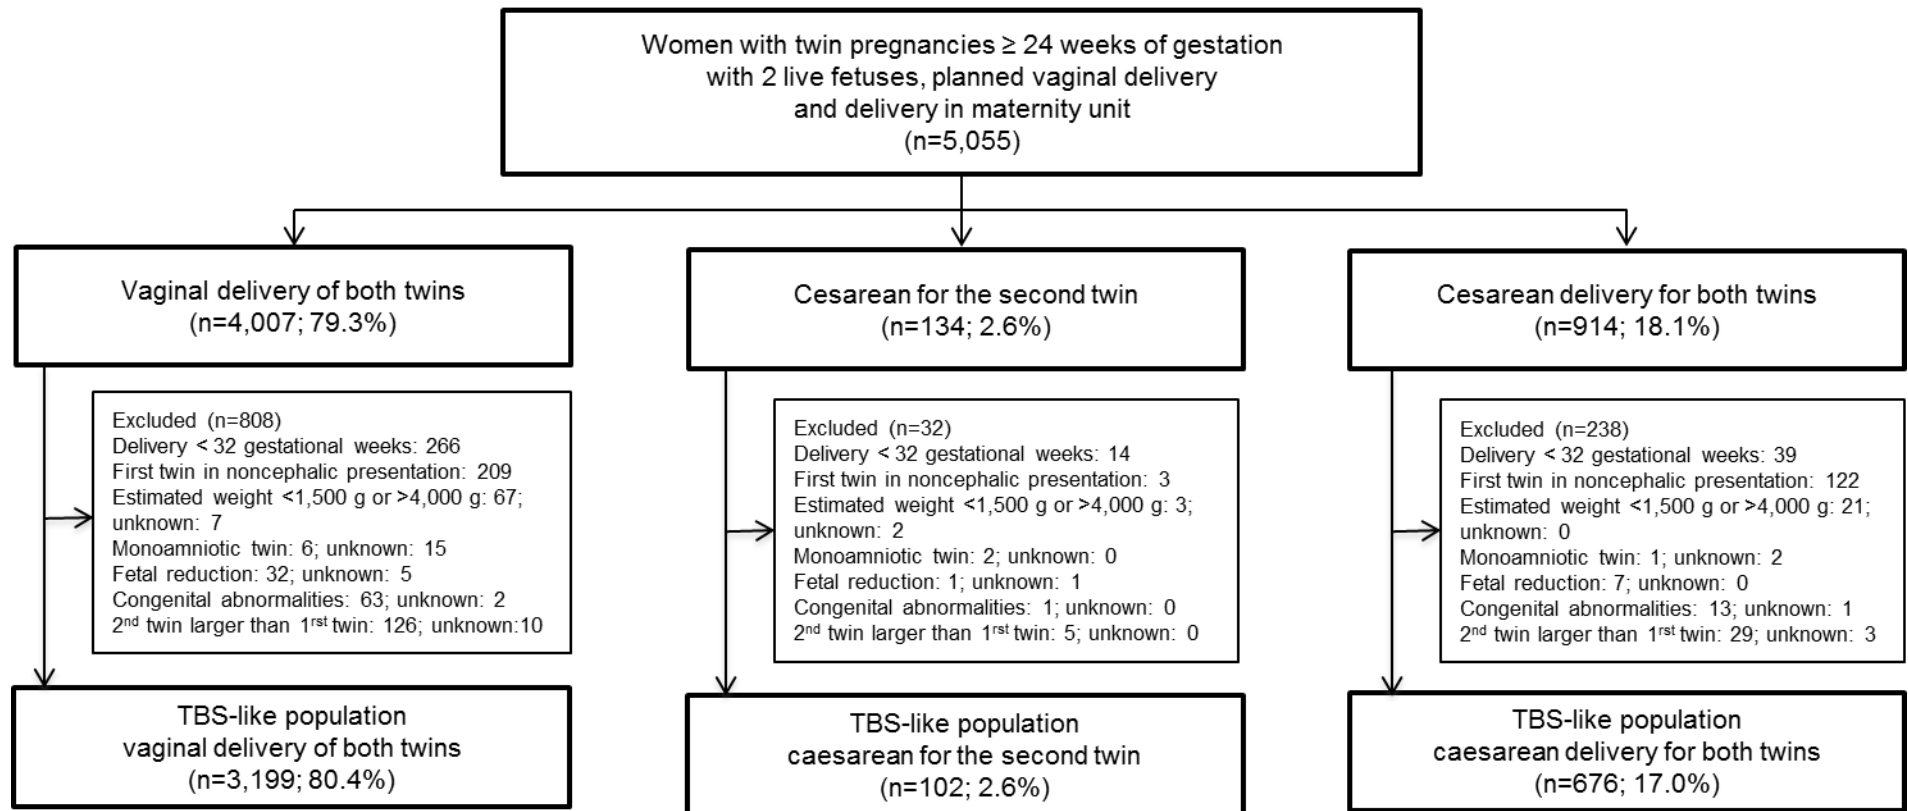 Women with twin pregnancies ≥ 24 weeks of gestation
with 2 live fetuses, planned vaginal delivery
and delivery in maternity unit
(n=5,055)
Vaginal delivery of both twins
(n=4,007; 79.3%)
Cesarean for the second twin
(n=134; 2.6%)
Cesarean delivery for both twins
(n=914; 18.1%)
Excluded (n=808)
Delivery < 32 gestational weeks: 266
First twin in noncephalic presentation: 209
Estimated weight <1,500 g or >4,000 g: 67;
unknown: 7
Monoamniotic twin: 6; unknown: 15
Fetal reduction: 32; unknown: 5
Congenital abnormalities: 63; unknown: 2
2nd twin larger than 1rst twin: 126; unknown:10
Excluded (n=32)
Delivery < 32 gestational weeks: 14
First twin in noncephalic presentation: 3
Estimated weight <1,500 g or >4,000 g: 3;
unknown: 2
Monoamniotic twin: 2; unknown: 0
Fetal reduction: 1; unknown: 1
Congenital abnormalities: 1; unknown: 0
2nd twin larger than 1rst twin: 5; unknown: 0
Excluded (n=238)
Delivery < 32 gestational weeks: 39
First twin in noncephalic presentation: 122
Estimated weight <1,500 g or >4,000 g: 21;
unknown: 0
Monoamniotic twin: 1; unknown: 2
Fetal reduction: 7; unknown: 0
Congenital abnormalities: 13; unknown: 1
2nd twin larger than 1rst twin: 29; unknown: 3
TBS-like population
vaginal delivery of both twins
(n=3,199; 80.4%)
TBS-like population
caesarean for the second twin
(n=102; 2.6%)
TBS-like population
caesarean delivery for both twins
(n=676; 17.0%)